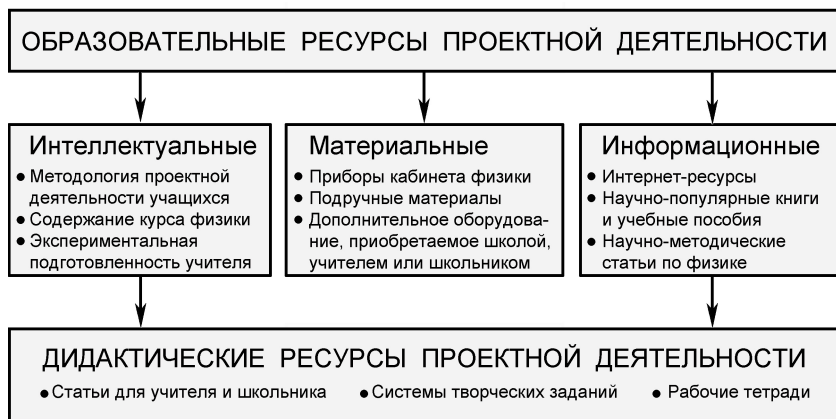 ОБРАЗОВАТЕЛЬНЫЕ РЕСУРСЫ ПРОЕКТНОЙ ДЕЯТЕЛЬНОСТИ
Интеллектуальные
● Методология проектной
деятельности учащихся
● Содержание курса физики
● Экспериментальная
подготовленность учителя
Материальные
● Приборы кабинета физики
● Подручные материалы
● Дополнительное оборудова-
ние, приобретаемое школой,
учителем или школьником
Информационные
● Интернет-ресурсы
● Научно-популярные книги
и учебные пособия
● Научно-методические
статьи по физике
ДИДАКТИЧЕСКИЕ РЕСУРСЫ ПРОЕКТНОЙ ДЕЯТЕЛЬНОСТИ
● Статьи для учителя и школьника ● Системы творческих заданий ● Рабочие тетради